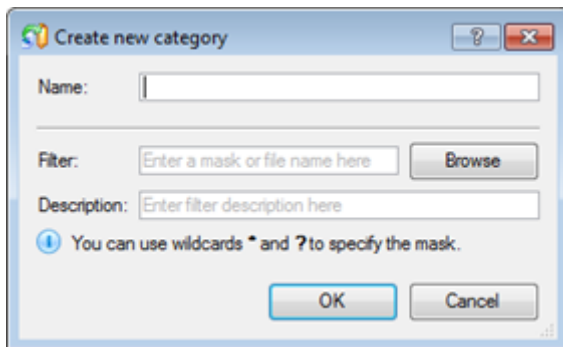 Create new category
Name:
Filter: Enter a mask or file name here Browse
Description: Enter filter description here
You can use wildcards * and ? to specify the mask.
OK Cancel